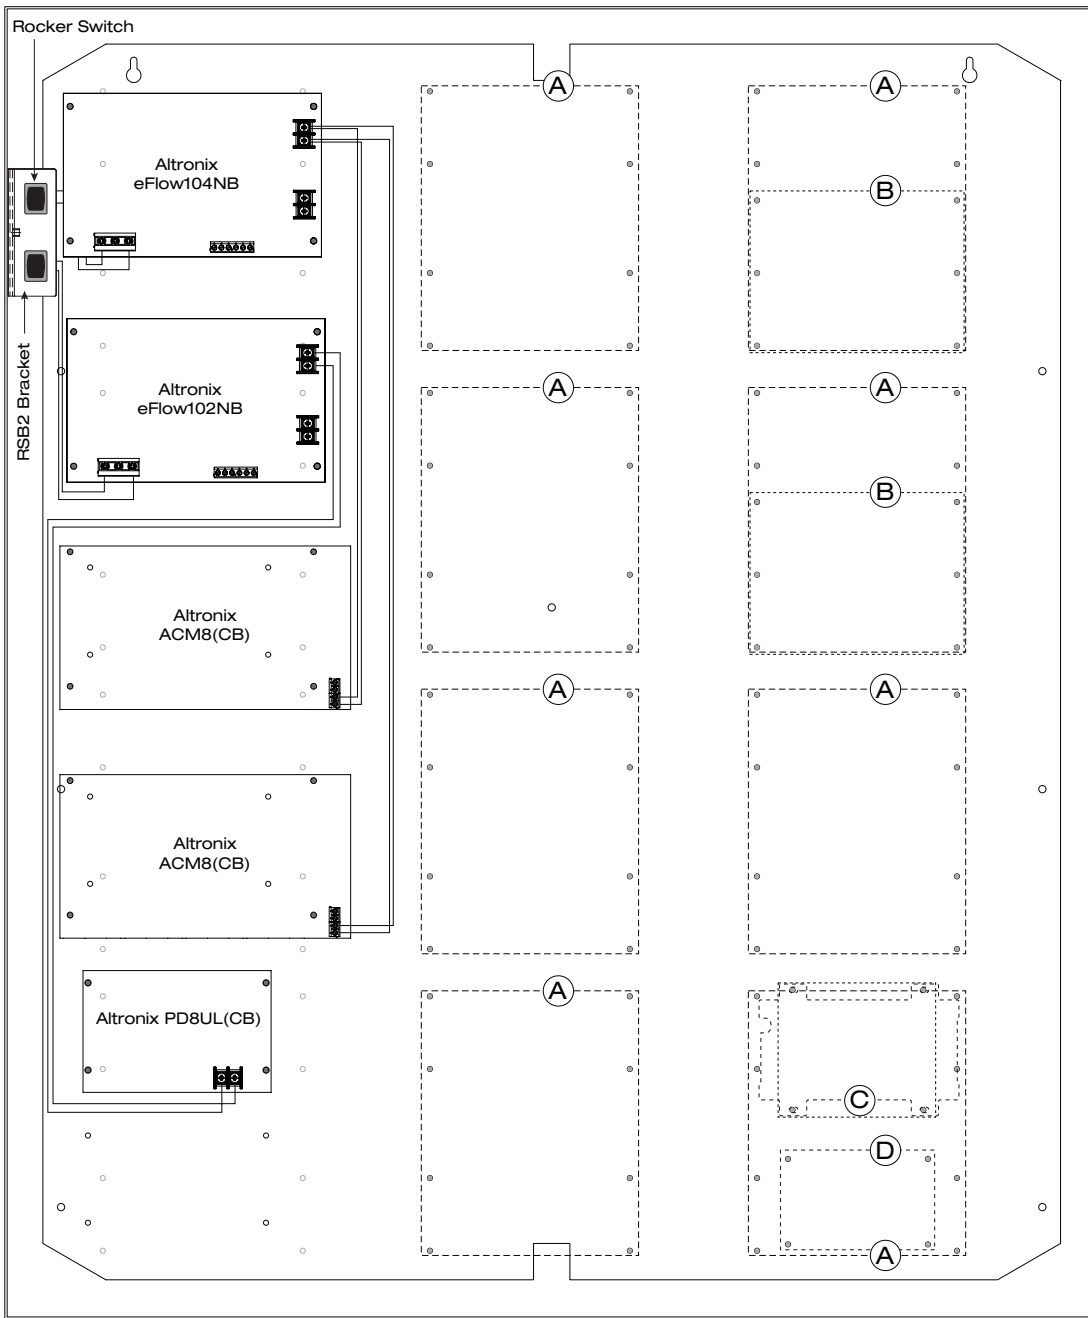 Rocker Switch
Altronix
eFlow104NB
RSB2 Bracket
Altronix
eFlow102NB
Altronix
ACM8(CB)
Altronix
ACM8(CB)
Altronix PD8UL(CB)
A
A
B
A
A
B
A
A
A
C
D
A